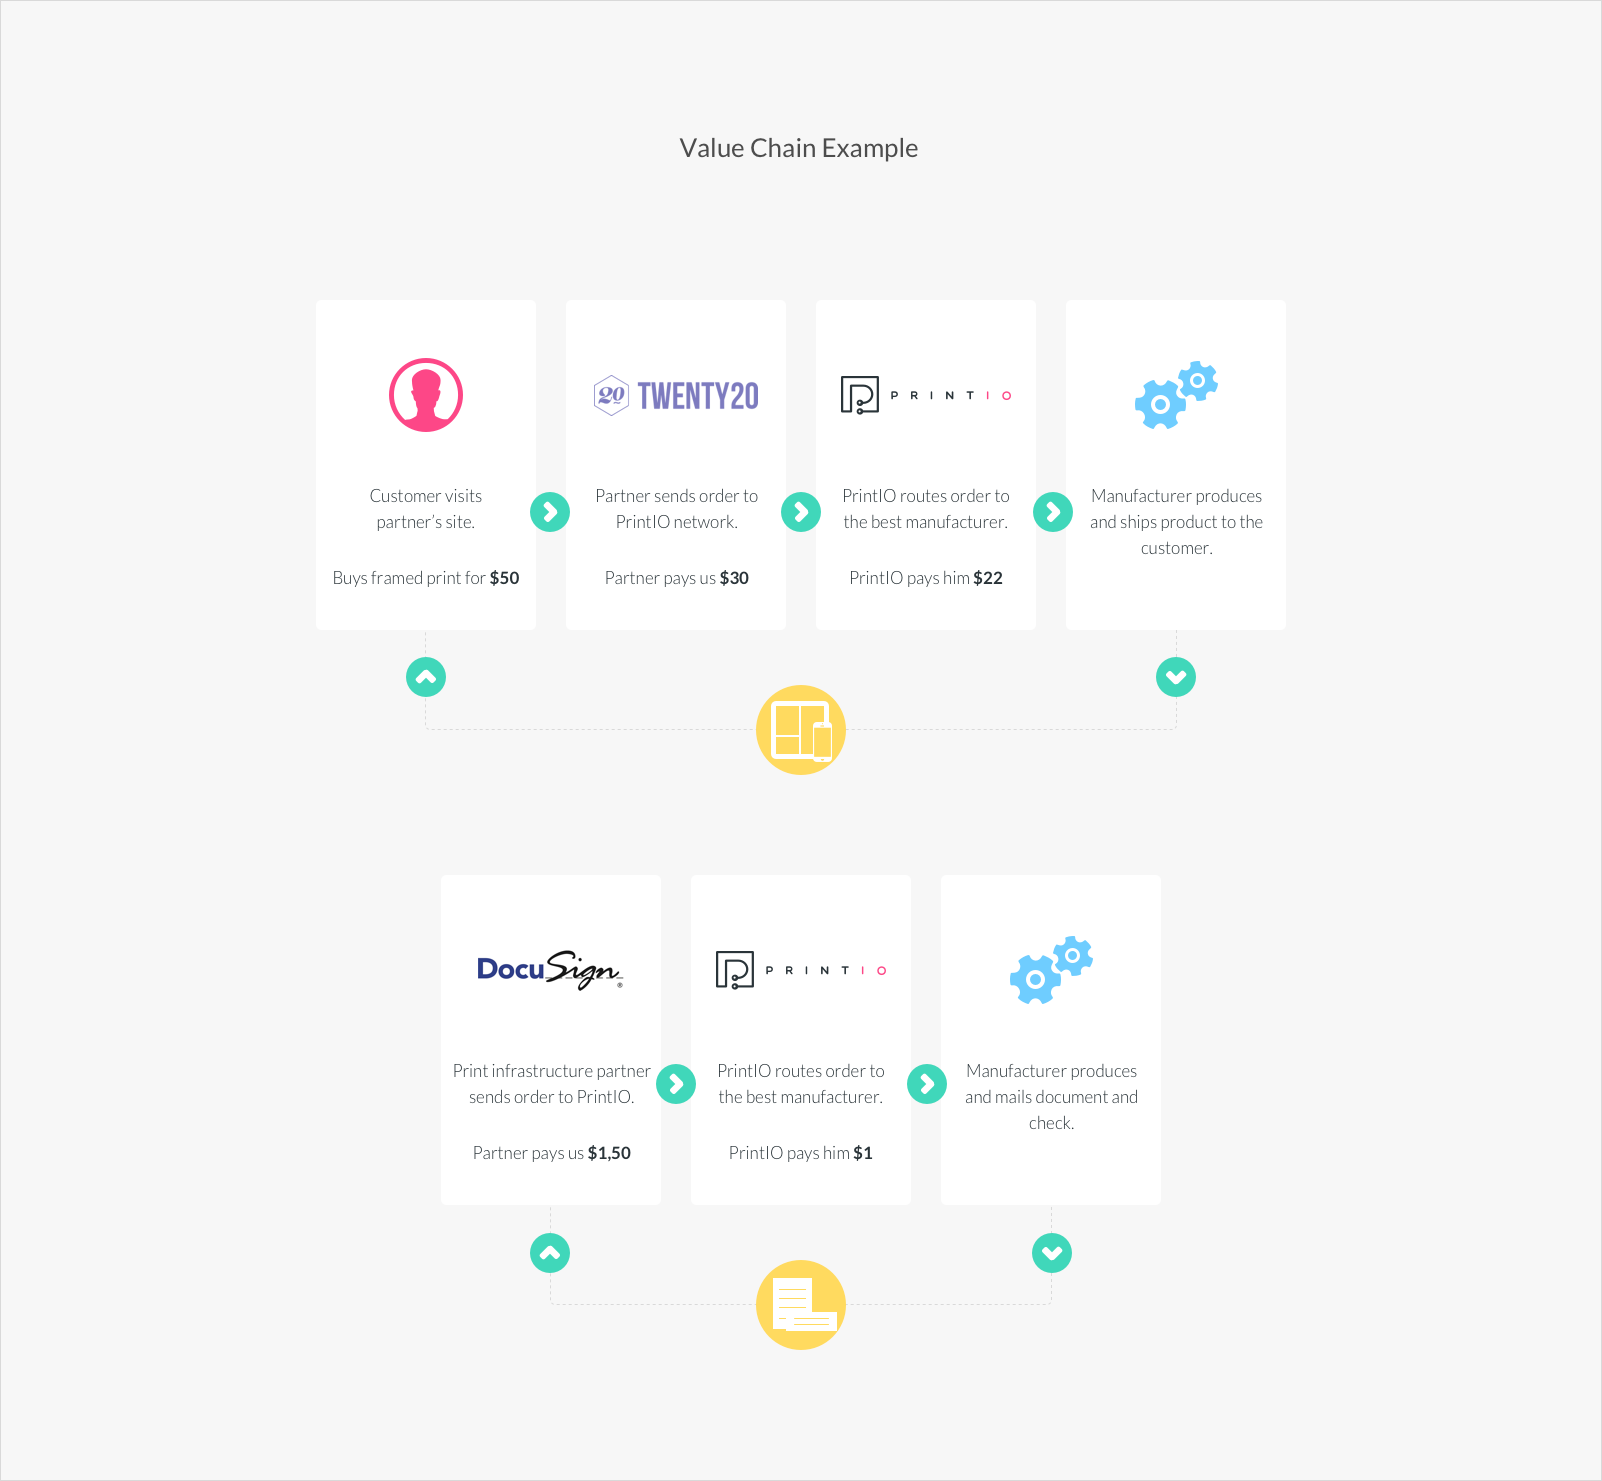 Value Chain Example
20 TWENTY20
PRINTIO
Customer visits
partner’s site.
Buys framed print for $50
Partner sends order to
PrintIO network.
Partner pays us $30
PrintIO routes order to
the best manufacturer.
PrintIO pays him $22
Manufacturer produces
and ships product to the
customer.
DocuSign®
PRINTIO
Print infrastructure partner
sends order to PrintIO.
Partner pays us $1,50
PrintIO routes order to
the best manufacturer.
PrintIO pays him $1
Manufacturer produces
and mails document and
check.